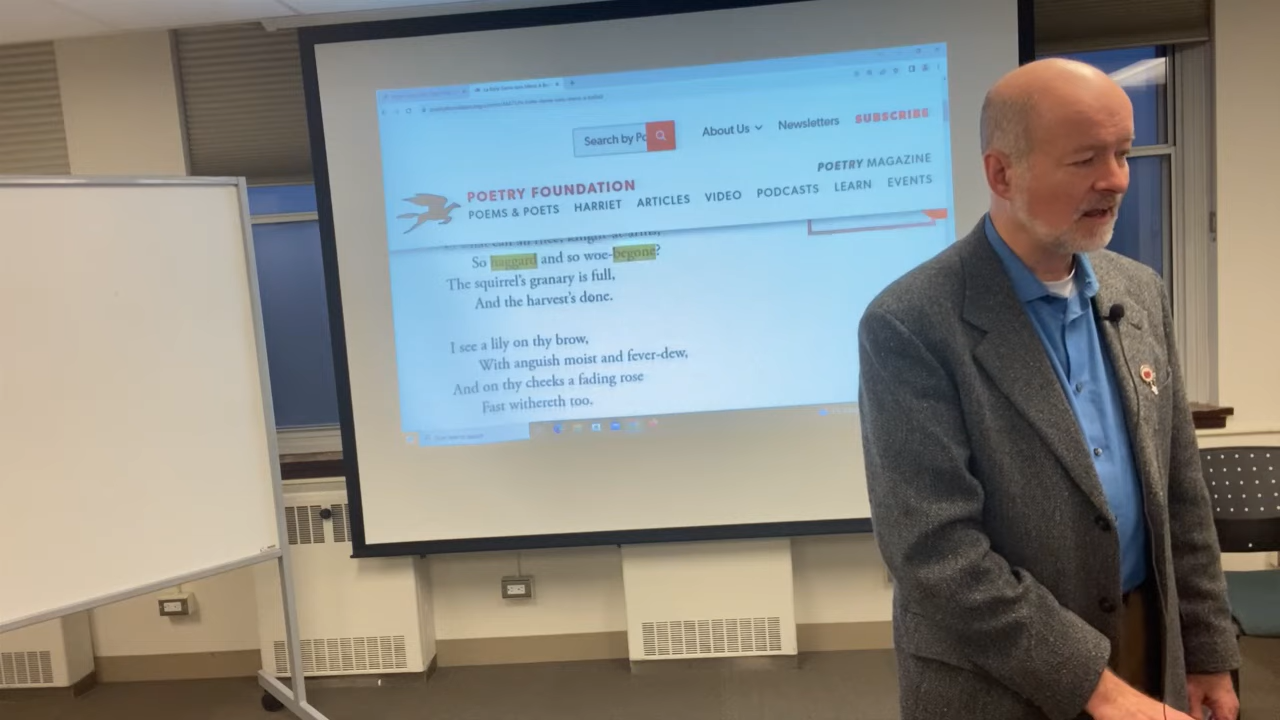 Search by Po
About Us
Newsletters
SUBSCRIBE
POETRY MAGAZINE
POETRY FOUNDATION
POEMS & POETS
HARRIET
ARTICLES
VIDEO
PODCASTS
LEARN
EVENTS
So haggard and so woe-begone?
The squirrel's granary is full,
And the harvest's done.
I see a lily on thy brow,
With anguish moist and fever-dew,
And on thy cheeks a fading rose
Fast withereth too.